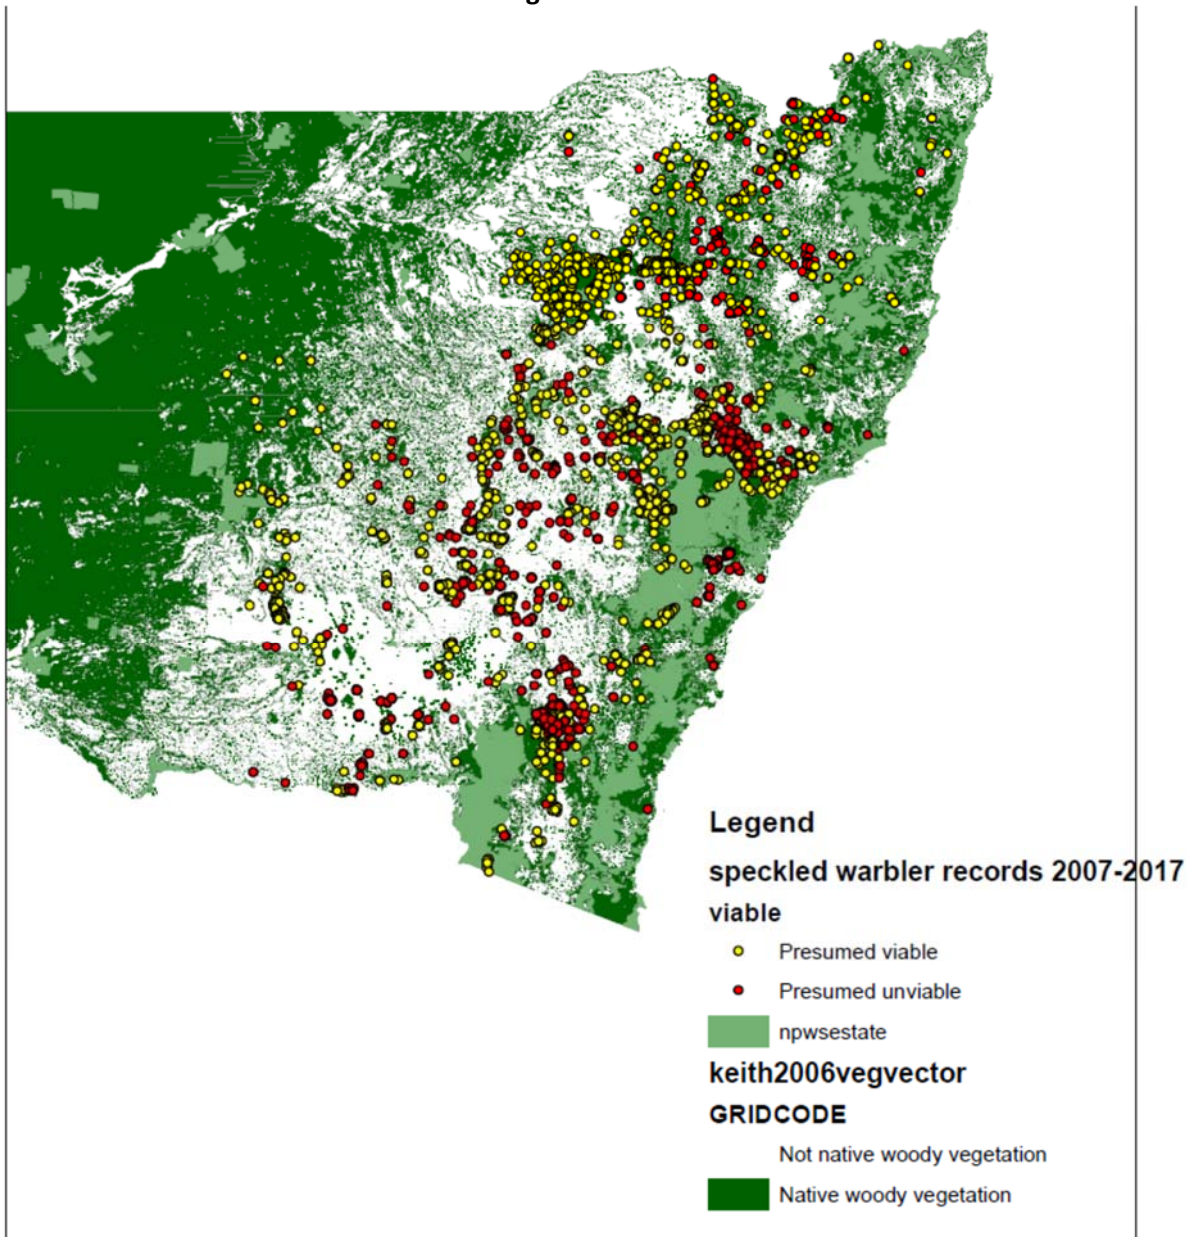 Legend
speckled warbler records 2007-2017
viable
Presumed viable
Presumed unviable
npwsestate
keith2006vegvector
GRIDCODE
Not native woody vegetation
Native woody vegetation